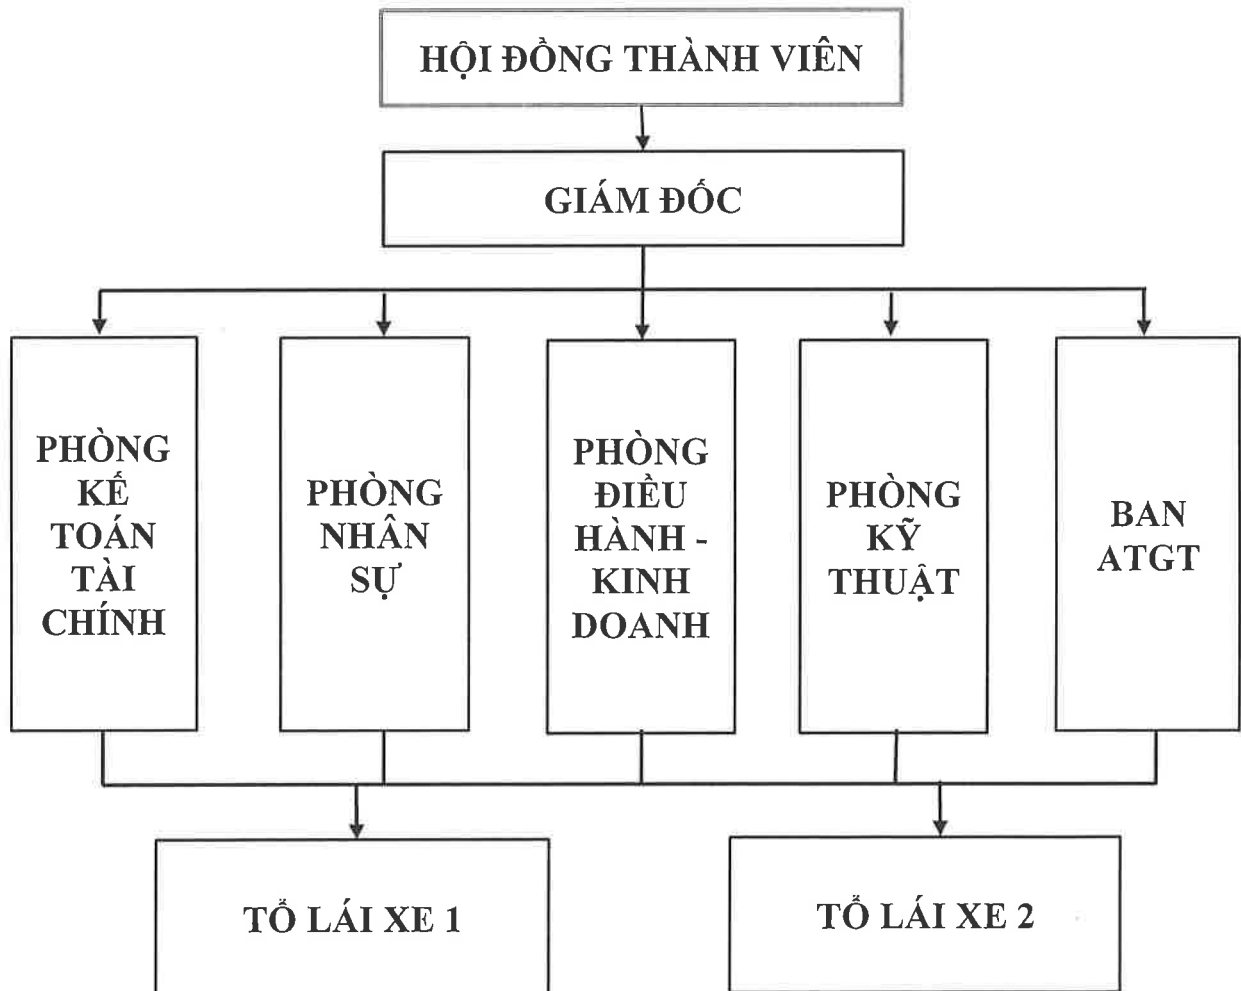 HỘI ĐỒNG THÀNH VIÊN
GIÁM ĐỐC
PHÒNG
KẾ
TOÁN
TÀI
CHÍNH
PHÒNG
NHÂN
SỰ
PHÒNG
ĐIỀU
HÀNH -
KINH
DOANH
PHÒNG
KỸ
THUẬT
BAN
ATGT
TỔ LÁI XE 1
TỔ LÁI XE 2